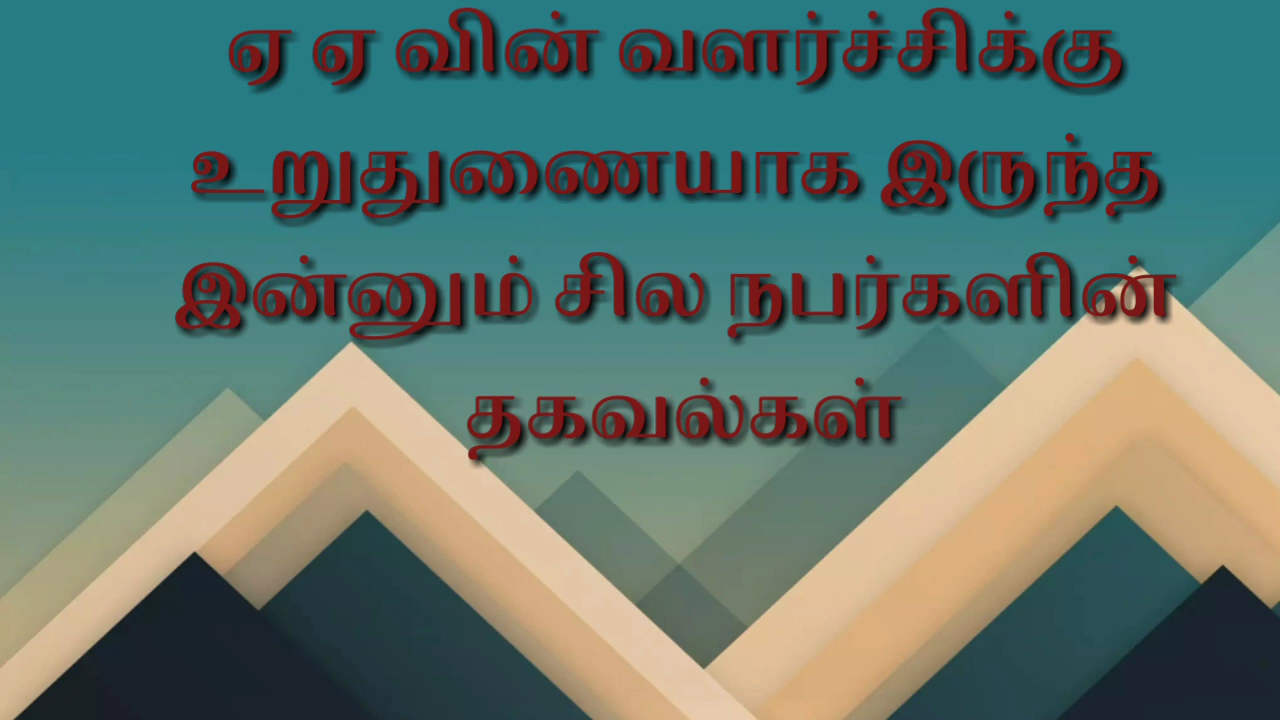 ஏ ஏ வின் வளர்ச்சிக்கு
உறுதுணையாக இருந்த
இன்னும் சில நபர்களின்
தகவல்கள்